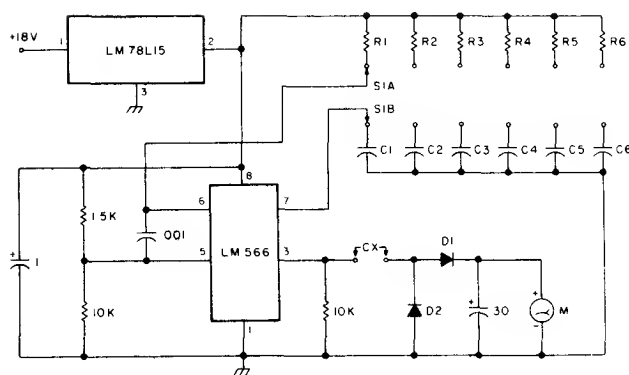 +18V
1
LM 78L15
2
3
R1
R2
R3
R4
R5
R6
S1A
S1B
C1
C2
C3
C4
C5
C6
8
6
7
1.5K
.001
5
LM 566
3
CX
D1
1
10K
1
10K
D2
30
M